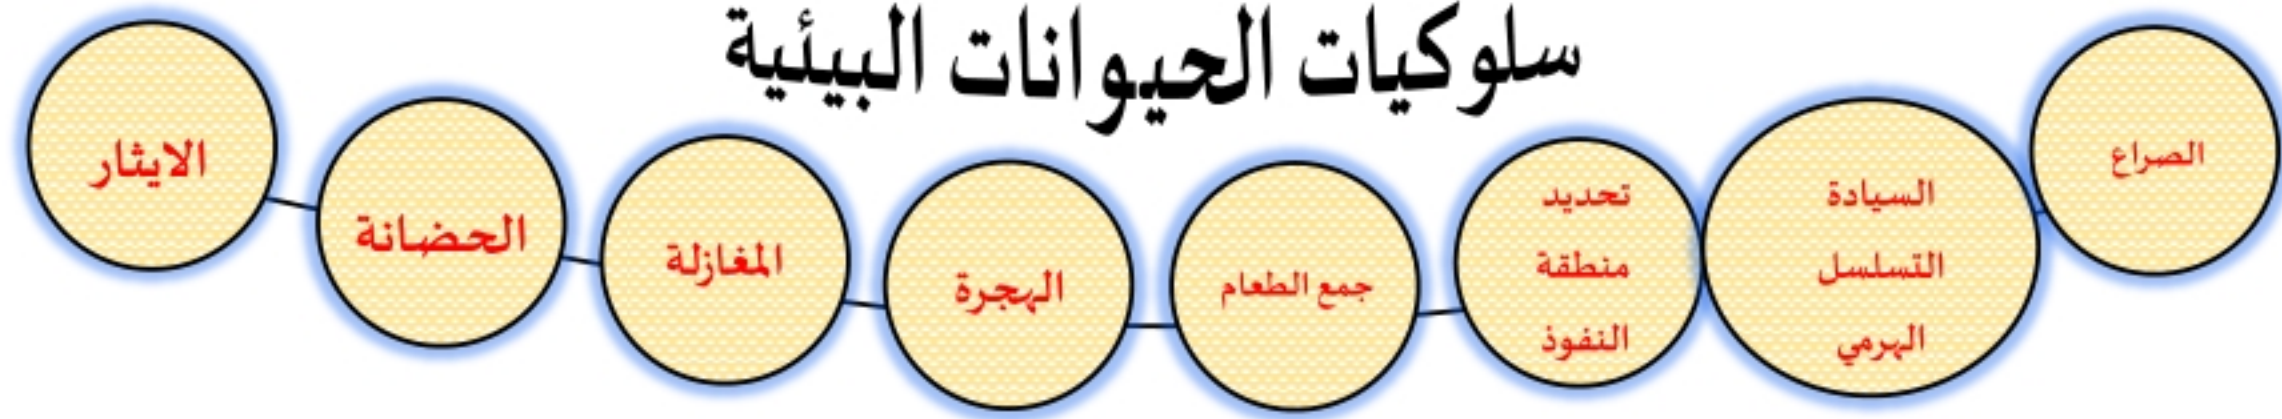 سلوكيات الحيوانات البيئية
الصراع
السيادة
التسلسل
الهرمي
تحديد
منطقة
النفوذ
جمع الطعام
الهجرة
المغازلة
الحضانة
الايثار